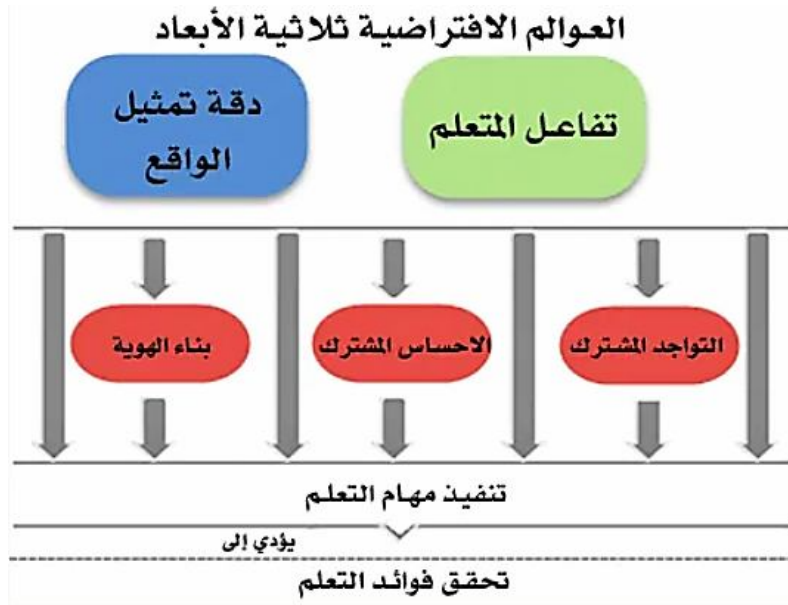 العوالم الافتراضية ثلاثية الأبعاد
تفاعل المتعلم
دقة تمثيل
الواقع
التواجد المشترك
الاحساس المشترك
بناء الهوية
تنفيذ مهام التعلم
يؤدي إلى
تحقق فوائد التعلم